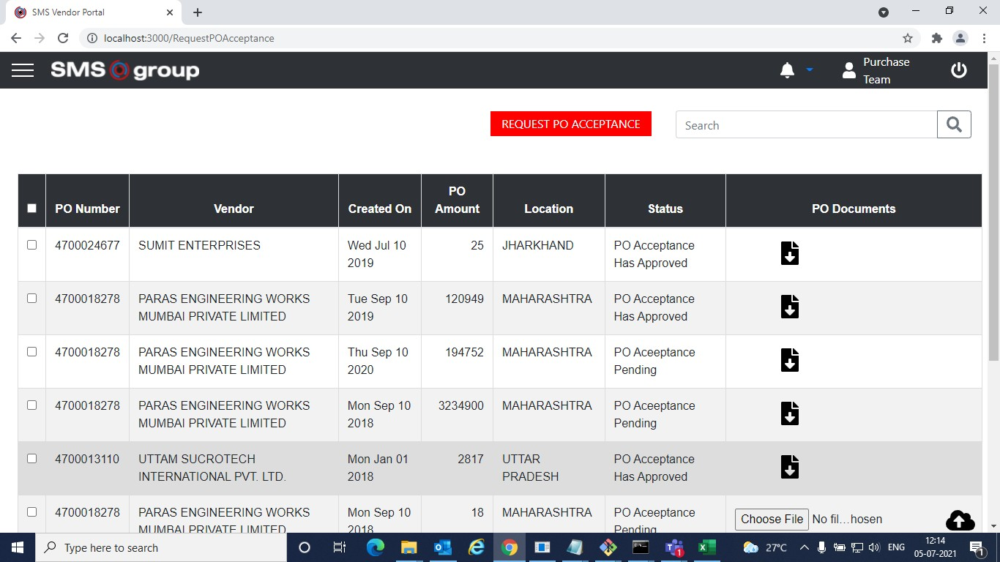 SMS Vendor Portal
localhost:3000/RequestPOAcceptance
SMS group
Purchase
Team
REQUEST PO ACCEPTANCE
Search
PO Number Vendor Created On PO Amount Location Status PO Documents
4700024677 SUMIT ENTERPRISES Wed Jul 10 25 JHARKHAND PO Acceptance
2019 Has Approved
4700018278 PARAS ENGINEERING WORKS Tue Sep 10 120949 MAHARASHTRA PO Acceptance
MUMBAI PRIVATE LIMITED 2019 Has Approved
4700018278 PARAS ENGINEERING WORKS Thu Sep 10 194752 MAHARASHTRA PO Aceeptance
MUMBAI PRIVATE LIMITED 2020 Pending
4700018278 PARAS ENGINEERING WORKS Mon Sep 10 3234900 MAHARASHTRA PO Aceeptance
MUMBAI PRIVATE LIMITED 2018 Pending
4700013110 UTTAM SUCROTECH Mon Jan 01 2817 UTTAR PO Acceptance
INTERNATIONAL PVT. LTD. 2018 PRADESH Has Approved
4700018278 PARAS ENGINEERING WORKS Mon Sep 10 18 MAHARASHTRA PO Aceeptance Choose File No fil...hosen
MUMBAI PRIVATE LIMITED 2018 Pending
Type here to search
1
27°C
ENG
12:14
05-07-2021
1